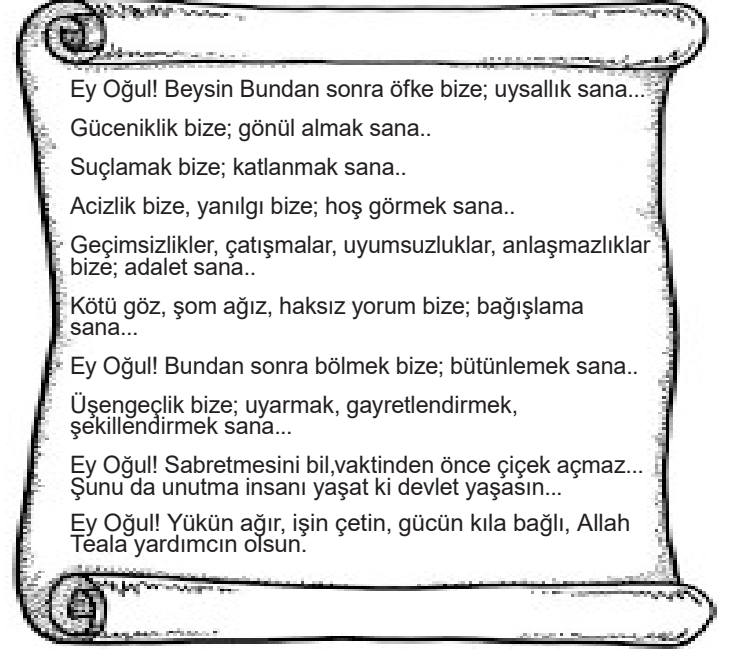 Ey Oğul! Beysin Bundan sonra öfke bize; uysallık sana...
Güceniklik bize; gönül almak sana..
Suçlamak bize; katlanmak sana..
Acizlik bize, yanılgı bize; hoş görmek sana..
Geçimsizlikler, çatışmalar, uyumsuzluklar, anlaşmazlıklar
bize; adalet sana..
Kötü göz, şom ağız, haksız yorum bize; bağışlama
sana...
Ey Oğul! Bundan sonra bölmek bize; bütünlemek sana..
Üşengeçlik bize; uyarmak, gayretlendirmek,
şekillendirmek sana...
Ey Oğul! Sabretmesini bil,vaktinden önce çiçek açmaz...
Şunu da unutma insanı yaşat ki devlet yaşasın...
Ey Oğul! Yükün ağır, işin çetin, gücün kıla bağlı, Allah
Teala yardımcın olsun.